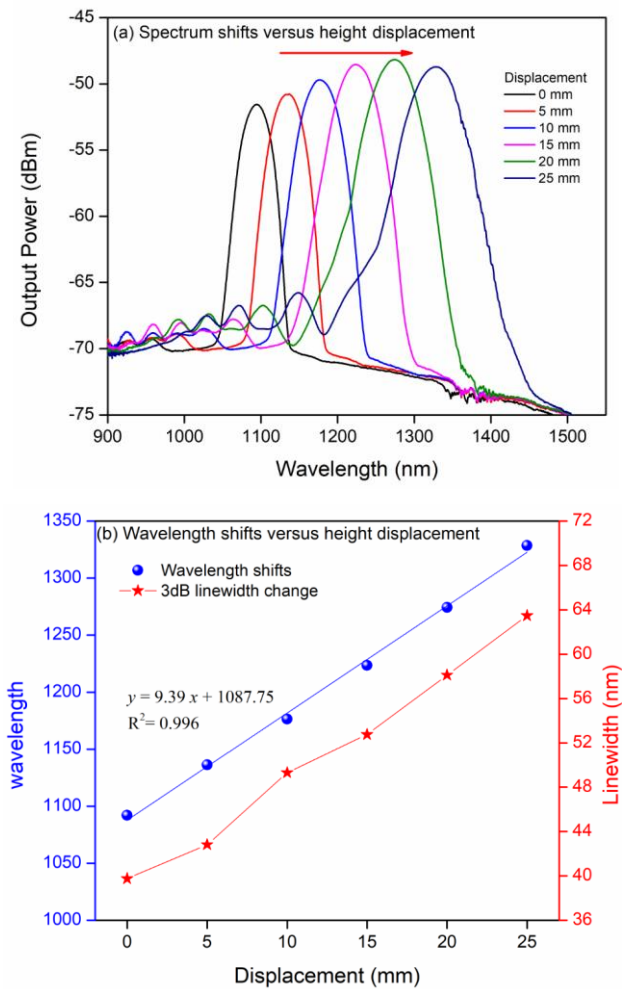 (a) Spectrum shifts versus height displacement
Output Power (dBm)
-45
-50
-55
-60
-65
-70
-75
Displacement
0 mm
5 mm
10 mm
15 mm
20 mm
25 mm
900 1000 1100 1200 1300 1400 1500
Wavelength (nm)
(b) Wavelength shifts versus height displacement
wavelength
1350
1300
1250
1200
1150
1100
1050
1000
Wavelength shifts
3dB linewidth change
y = 9.39 x + 1087.75
R²= 0.996
72
68
64
60
56
52
48
44
40
36
Linewidth (nm)
0 5 10 15 20 25
Displacement (mm)